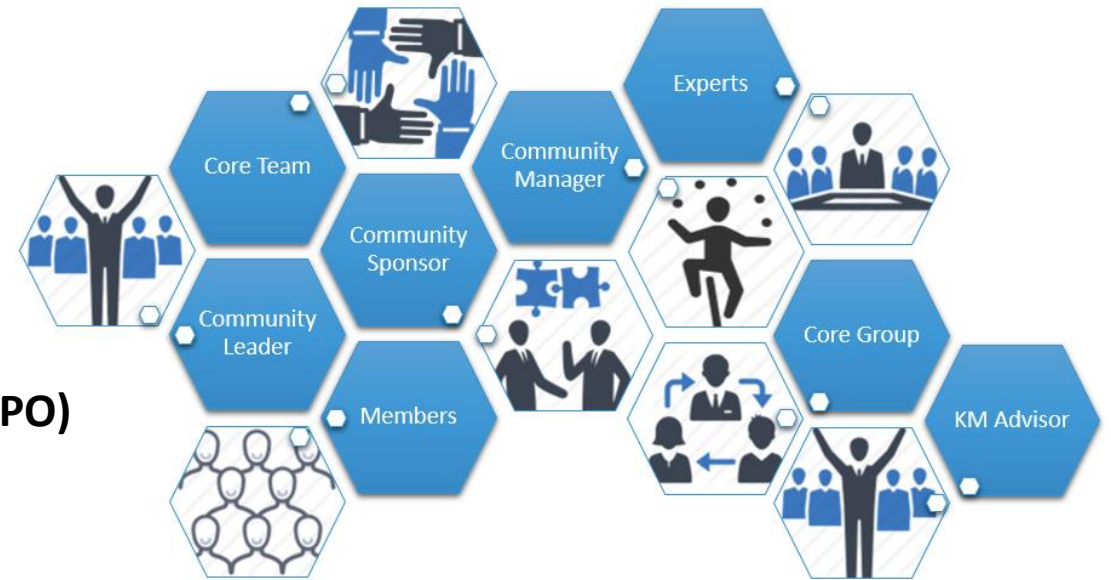 Experts
Core Team
Community
Manager
Community
Sponsor
Community
Leader
Core Group
PO)
Members
KM Advisor